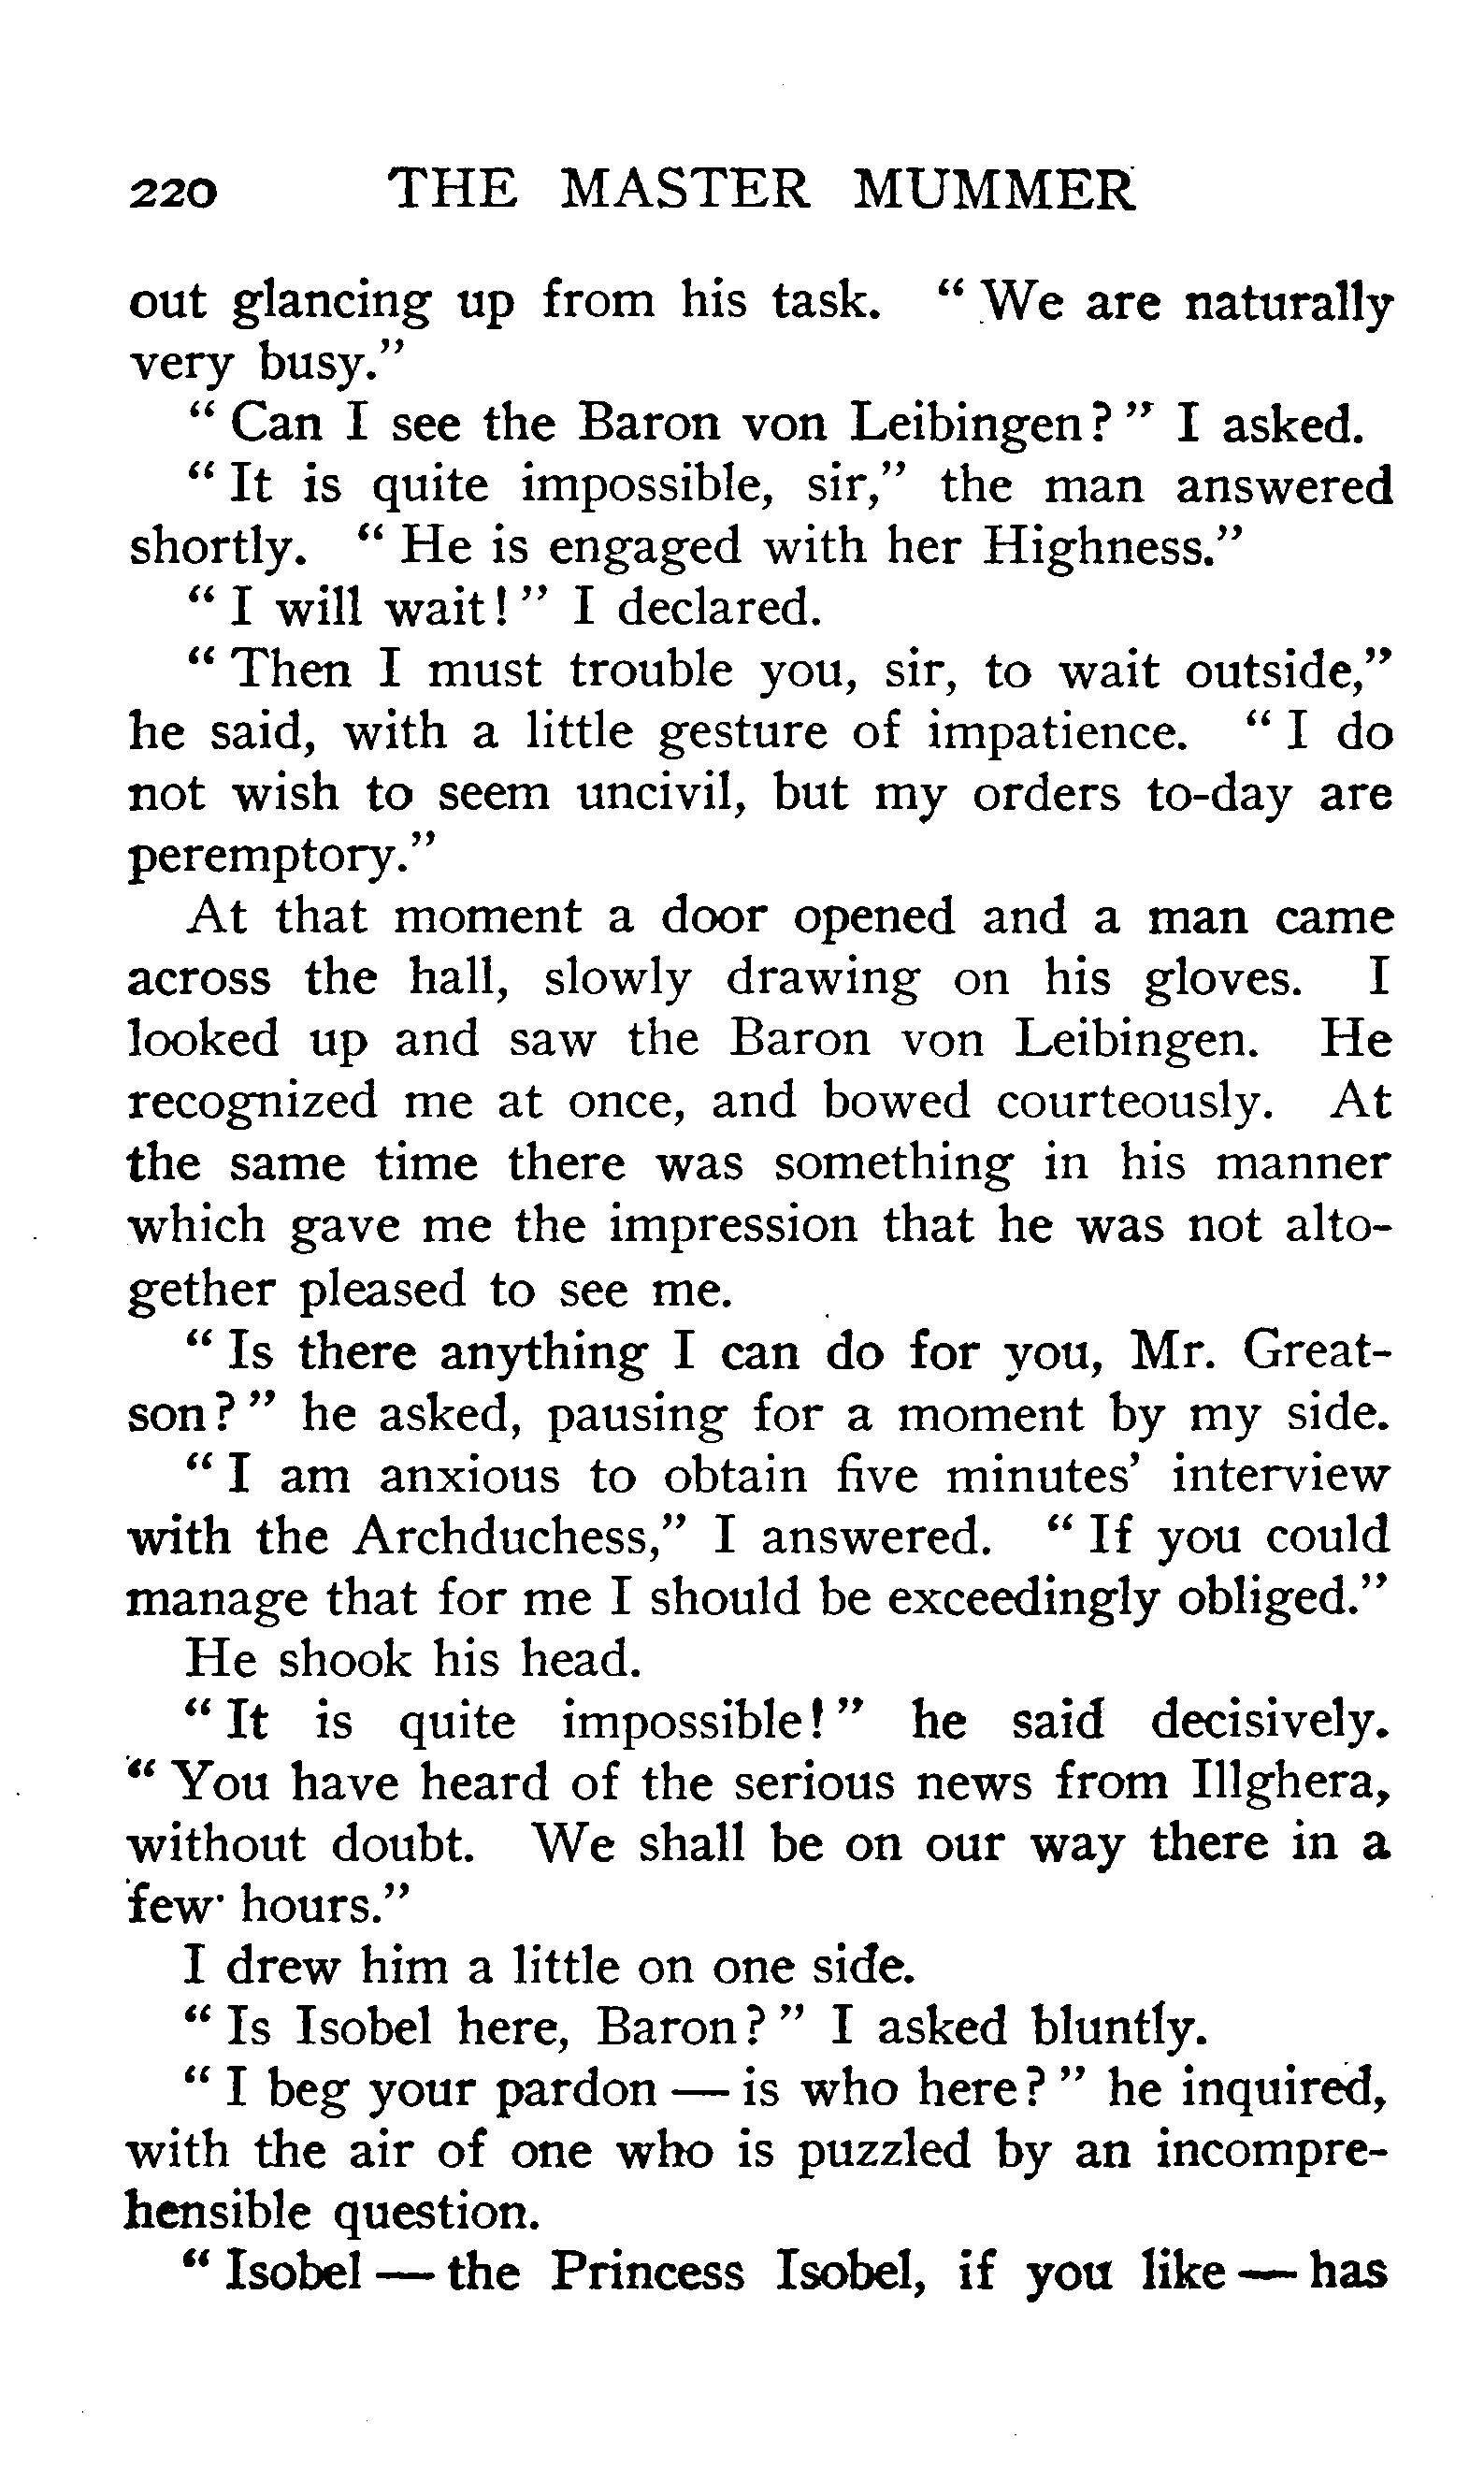 220 THE MASTER MUMMER
out glancing up from his task. “ We are naturally
very busy.”
“ Can I see the Baron von Leibingen? ” I asked.
“ It is quite impossible, sir,” the man answered
shortly. “ He is engaged with her Highness.”
“ I will wait! ” I declared.
“ Then I must trouble you, sir, to wait outside,”
he said, with a little gesture of impatience. “ I do
not wish to seem uncivil, but my orders to-day are
peremptory.”
At that moment a door opened and a man came
across the hall, slowly drawing on his gloves. I
looked up and saw the Baron von Leibingen. He
recognized me at once, and bowed courteously. At
the same time there was something in his manner
which gave me the impression that he was not alto-
gether pleased to see me.
“ Is there anything I can do for you, Mr. Great-
son? ” he asked, pausing for a moment by my side.
“ I am anxious to obtain five minutes’ interview
with the Archduchess,” I answered. “ If you could
manage that for me I should be exceedingly obliged.”
He shook his head.
“ It is quite impossible! ” he said decisively.
“ You have heard of the serious news from Illghera,
without doubt. We shall be on our way there in a
few hours.”
I drew him a little on one side.
“ Is Isobel here, Baron? ” I asked bluntly.
“ I beg your pardon — is who here? ” he inquired,
with the air of one who is puzzled by an incompre-
hensible question.
“ Isobel — the Princess Isobel, if you like — has